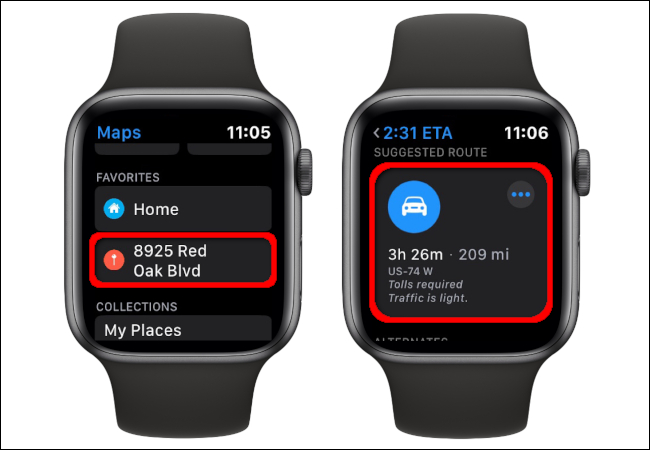 Maps 11:05
FAVORITES
Home
8925 Red
Oak Blvd
COLLECTIONS
My Places
2:31 ETA 11:06
SUGGESTED ROUTE
3h 26m · 209 mi
US-74 W
Tolls required
Traffic is light.
ALTERNATES